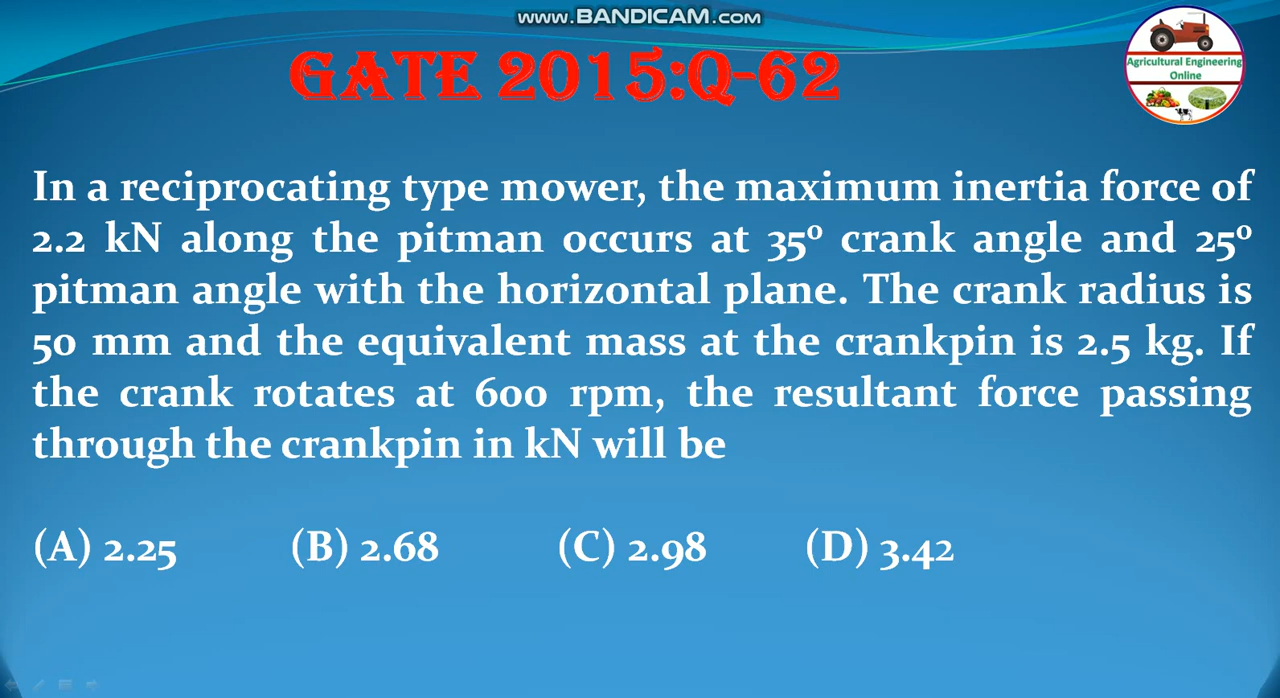 www.BANDICAM.com
GATE 2015:Q-62
Agricultural Engineering
Online
In a reciprocating type mower, the maximum inertia force of
2.2 kN along the pitman occurs at 35⁰ crank angle and 25⁰
pitman angle with the horizontal plane. The crank radius is
50 mm and the equivalent mass at the crankpin is 2.5 kg. If
the crank rotates at 600 rpm, the resultant force passing
through the crankpin in kN will be
(A) 2.25 (B) 2.68 (C) 2.98 (D) 3.42